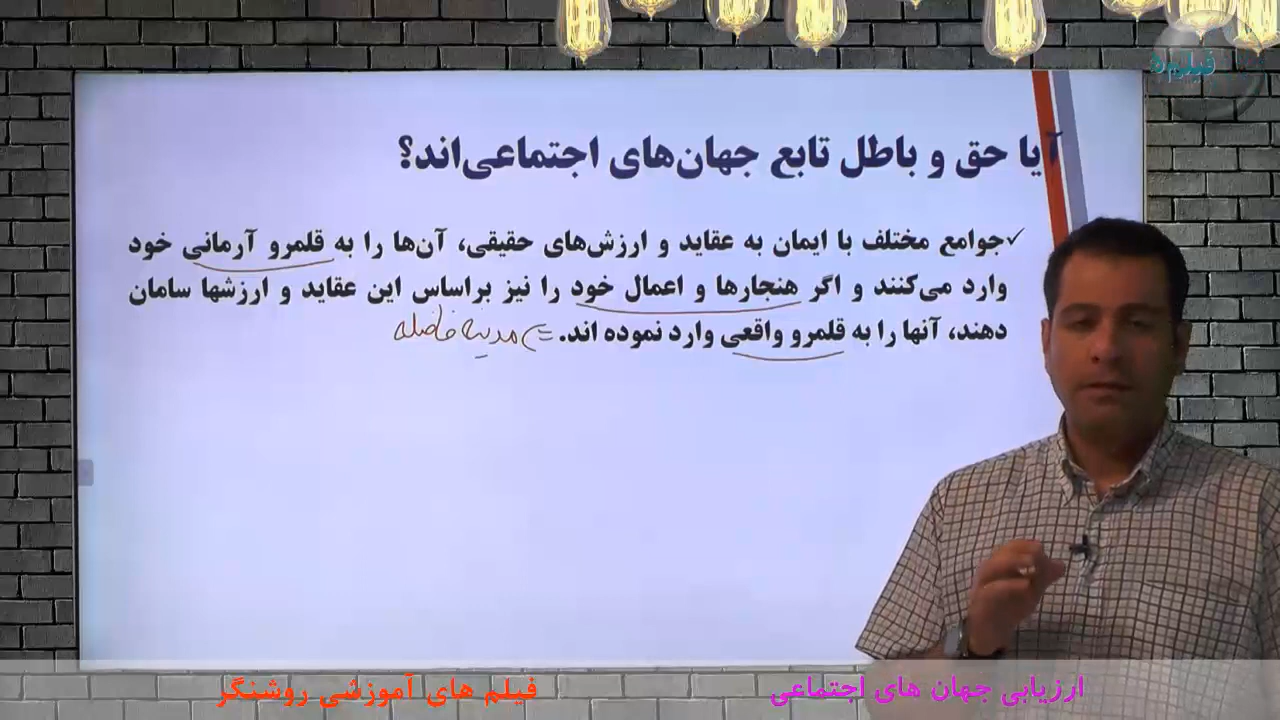 فیلم ۵
آیا حق و باطل تابع جهان‌های اجتماعی‌اند؟
✓جوامع مختلف با ایمان به عقاید و ارزش‌های حقیقی، آن‌ها را به قلمرو آرمانی خود
وارد می‌کنند و اگر هنجارها و اعمال خود را نیز براساس این عقاید و ارزشها سامان
دهند، آنها را به قلمرو واقعی وارد نموده اند. => مدینه فاضله
ارزیابی جهان های اجتماعی
فیلم های آموزشی روشنگر